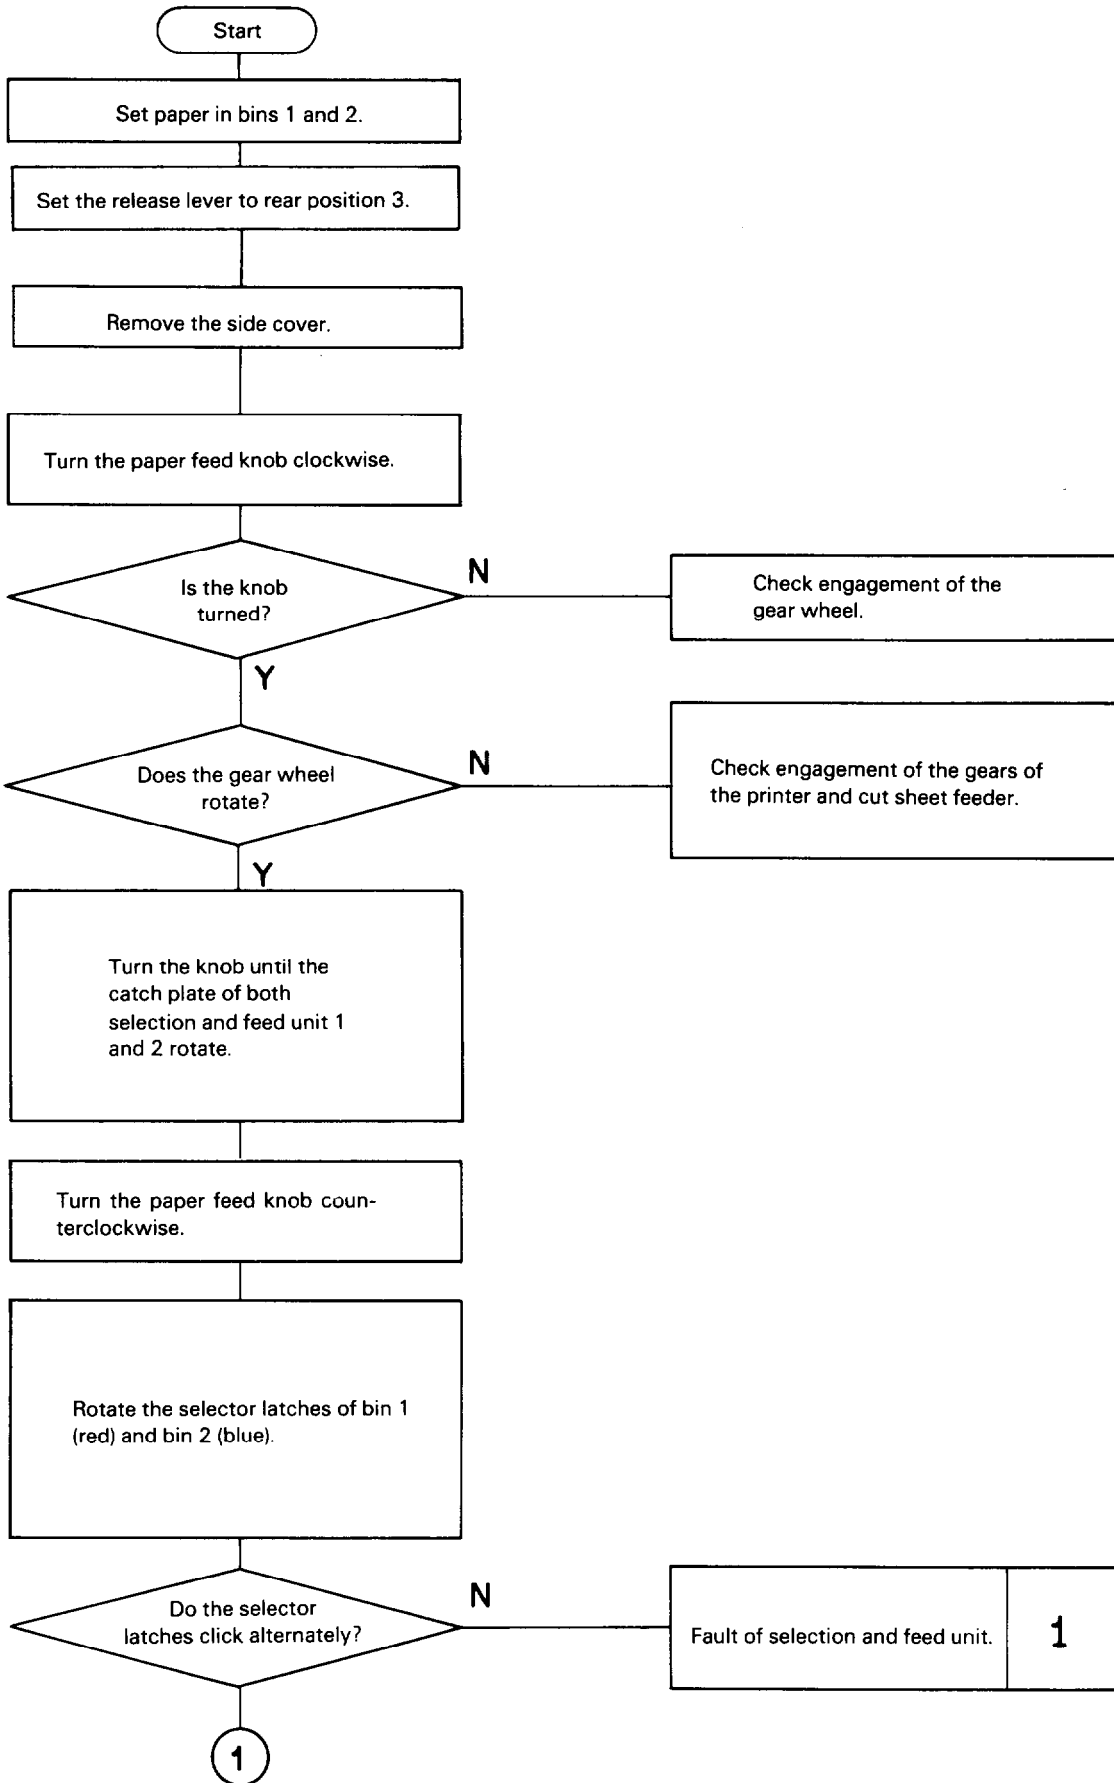 Start
Set paper in bins 1 and 2.
Set the release lever to rear position 3.
Remove the side cover.
Turn the paper feed knob clockwise.
Is the knob
turned?
N
Check engagement of the
gear wheel.
Y
Does the gear wheel
rotate?
N
Check engagement of the gears of
the printer and cut sheet feeder.
Y
Turn the knob until the
catch plate of both
selection and feed unit 1
and 2 rotate.
Turn the paper feed knob coun-
terclockwise.
Rotate the selector latches of bin 1
(red) and bin 2 (blue).
Do the selector
latches click alternately?
N
Fault of selection and feed unit.
1
1